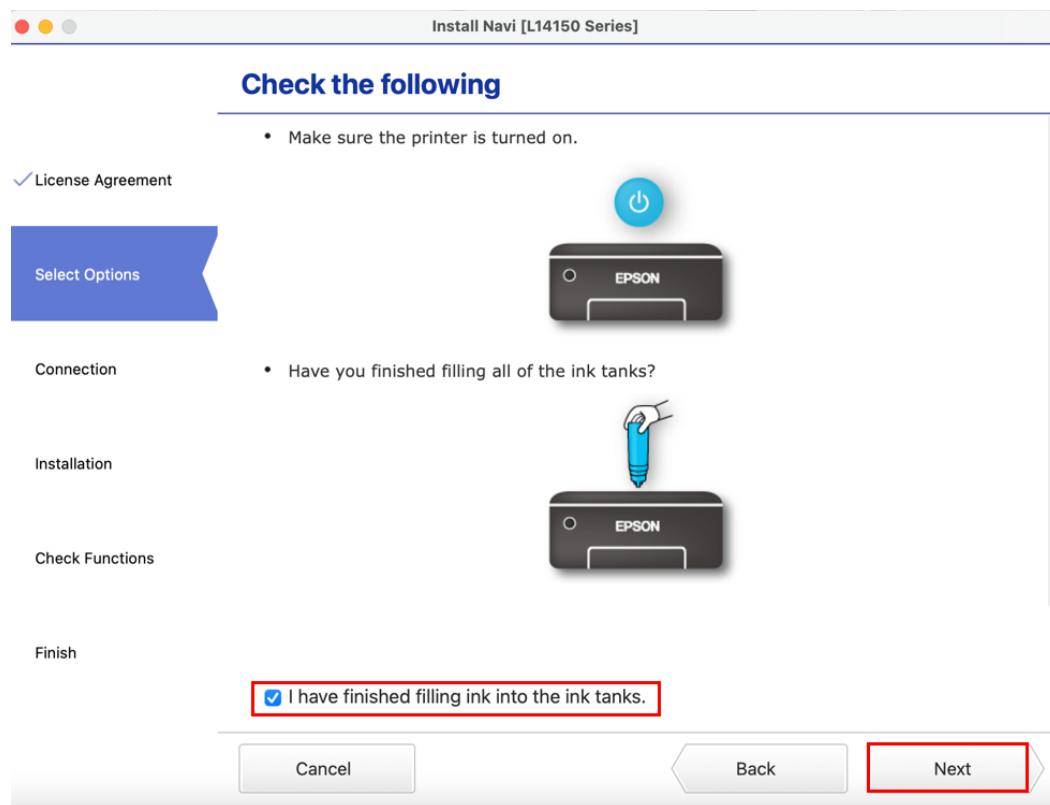 Install Navi [L14150 Series]
Check the following
• Make sure the printer is turned on.
License Agreement
EPSON
Select Options
Connection
• Have you finished filling all of the ink tanks?
Installation
EPSON
Check Functions
Finish
I have finished filling ink into the ink tanks.
Cancel
Back
Next